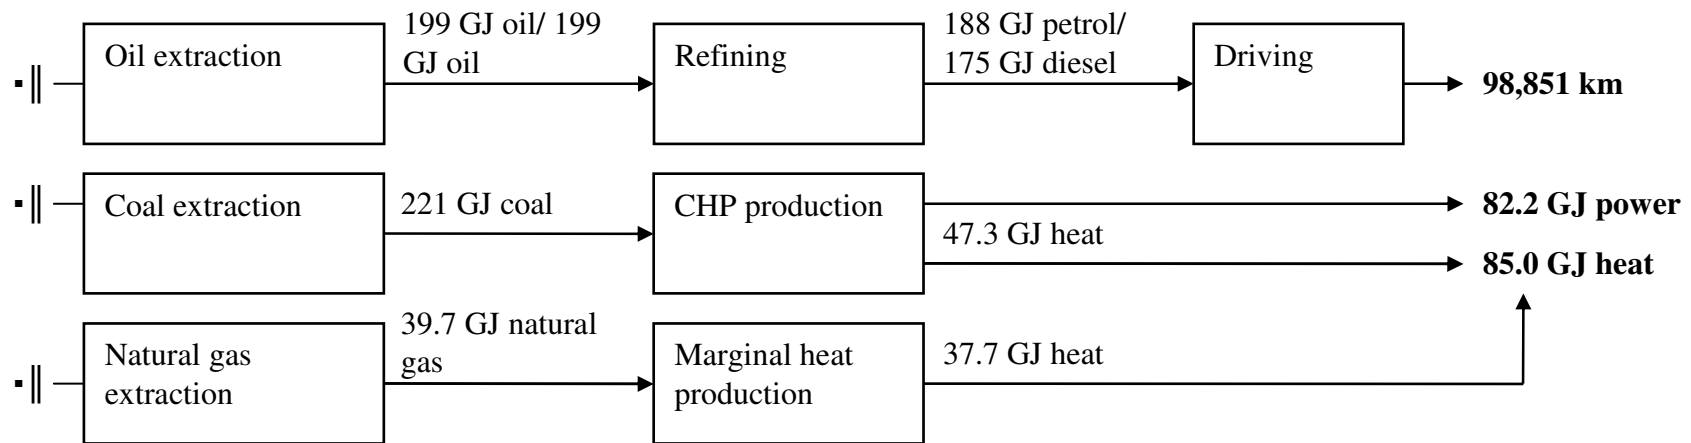 Oil extraction
199 GJ oil/ 199
GJ oil
Refining
188 GJ petrol/
175 GJ diesel
Driving
98,851 km
Coal extraction
221 GJ coal
CHP production
47.3 GJ heat
82.2 GJ power
85.0 GJ heat
Natural gas
extraction
39.7 GJ natural
gas
Marginal heat
production
37.7 GJ heat